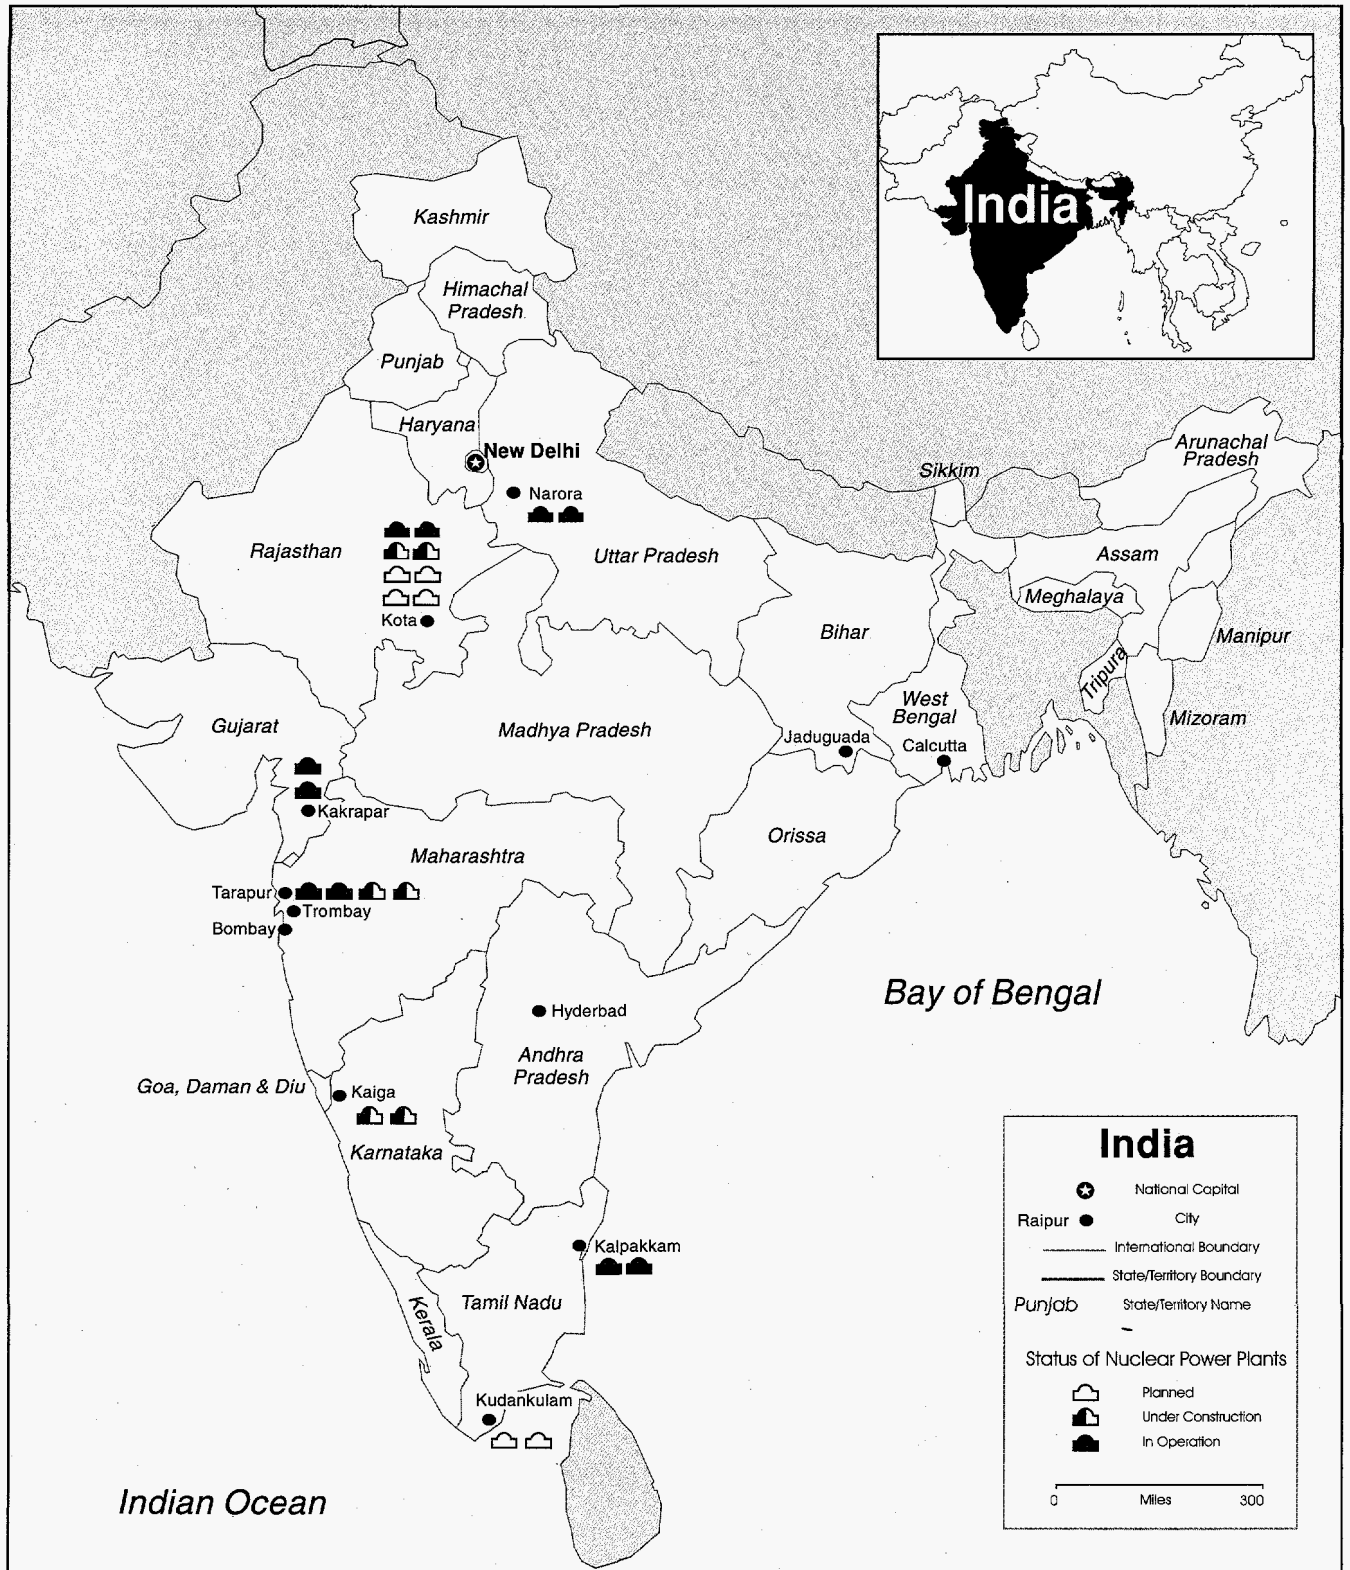 India
Kashmir
Himachal
Pradesh
Punjab
Haryana
New Delhi
Narora
Rajasthan
Uttar Pradesh
Kota
Sikkim
Arunachal
Pradesh
Assam
Meghalaya
Manipur
Tripura
Mizoram
Bihar
West
Bengal
Jaduguada
Calcutta
Gujarat
Madhya Pradesh
Kakrapar
Maharashtra
Orissa
Tarapur
Trombay
Bombay
Bay of Bengal
Hyderbad
Andhra
Pradesh
Goa, Daman & Diu
Kaiga
Karnataka
Kalpakkam
Tamil Nadu
Kerala
Kudankulam
Indian Ocean
India
National Capital
Raipur City
International Boundary
State/Territory Boundary
Punjab State/Territory Name
Status of Nuclear Power Plants
Planned
Under Construction
In Operation
0 Miles 300